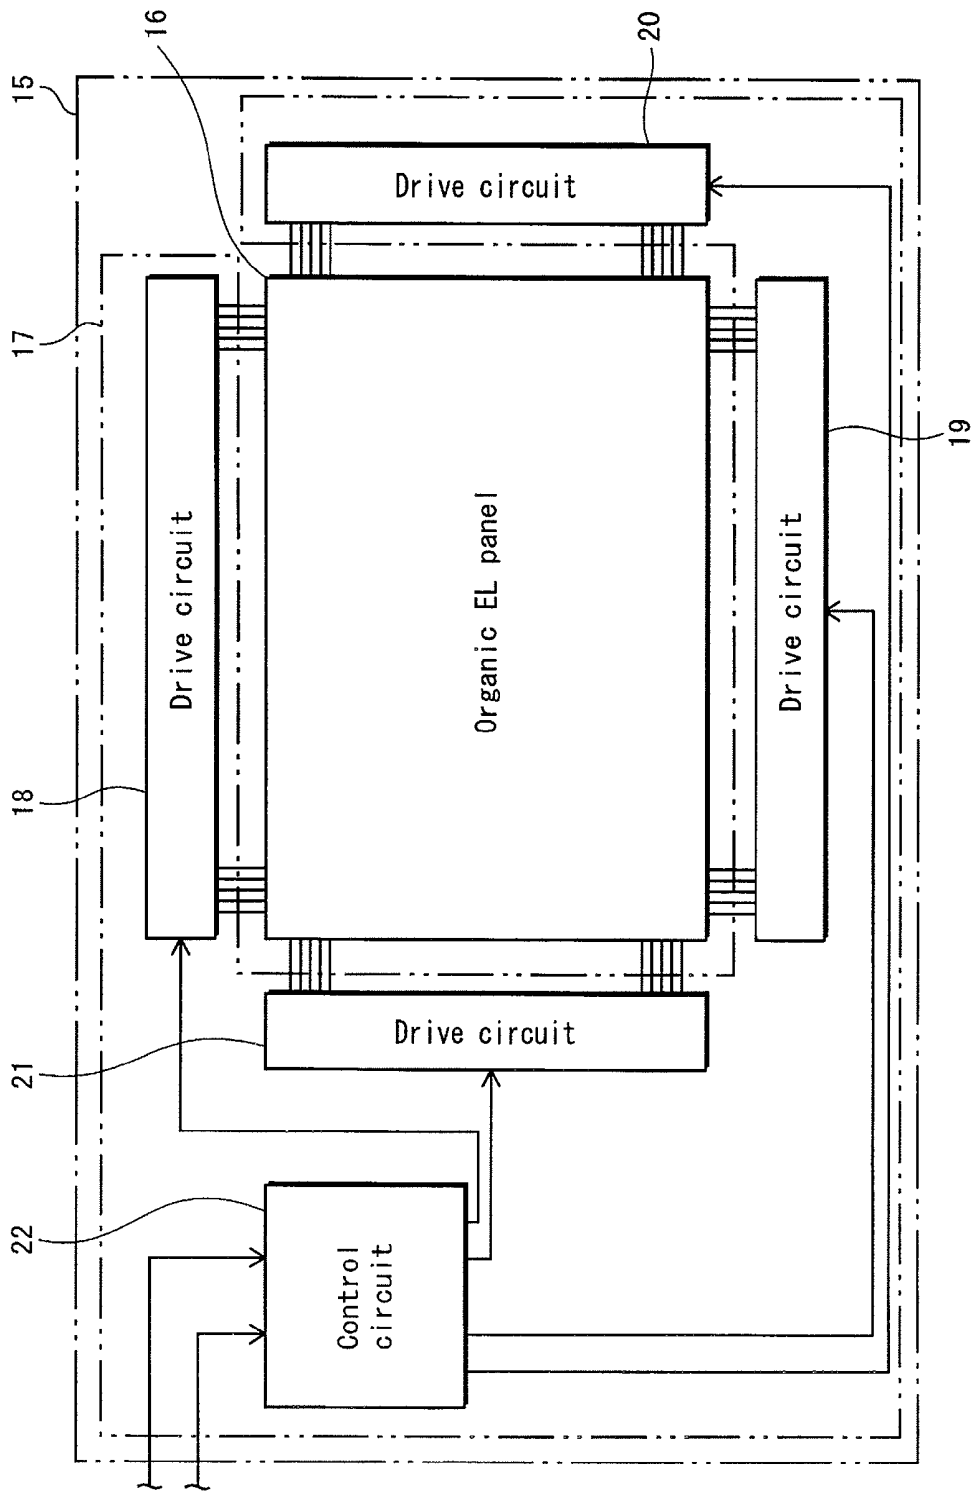 15
16
20
Drive circuit
17
Drive circuit
Organic EL panel
18
Drive circuit
19
21
Drive circuit
22
Control
circuit